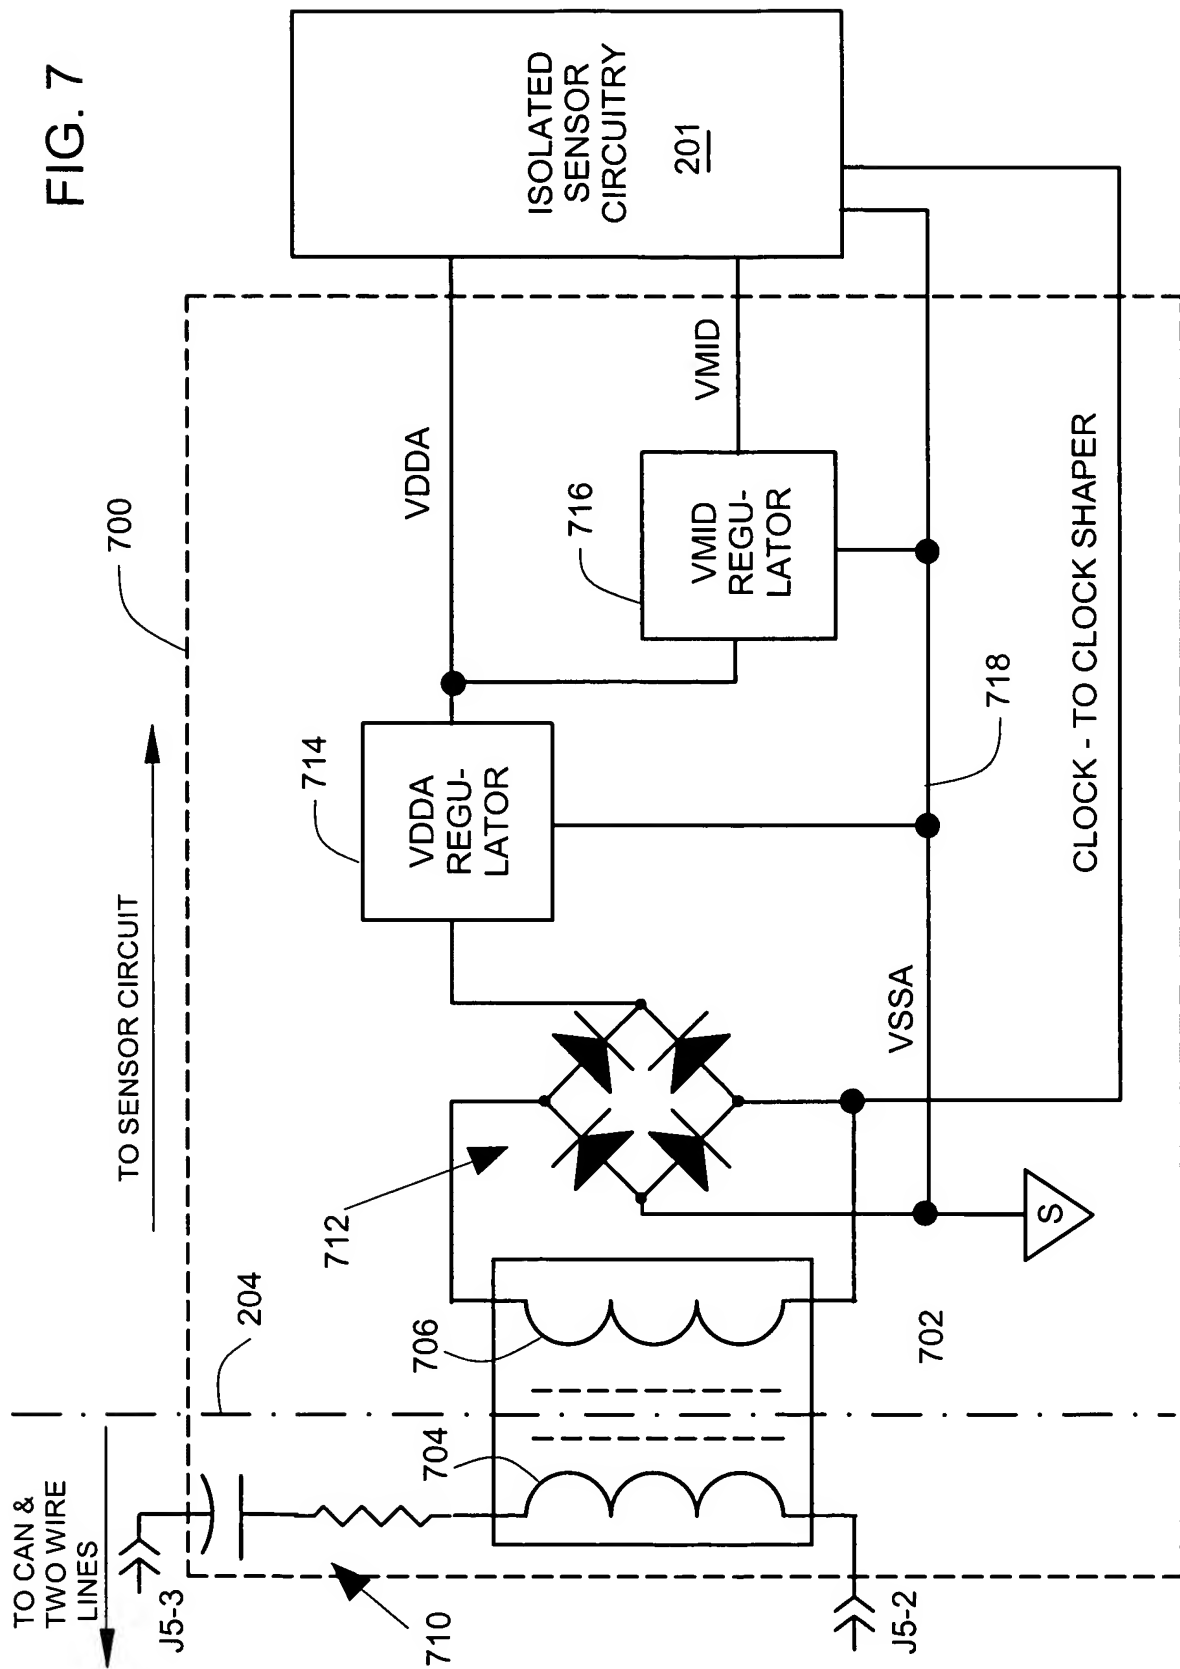 FIG. 7
TO CAN &
TWO WIRE
LINES
TO SENSOR CIRCUIT
700
204
J5-3
710
J5-2
704
706
702
712
714
VDDA
REGU-
LATOR
VDDA
716
VMID
REGU-
LATOR
VMID
ISOLATED
SENSOR
CIRCUITRY
201
VSSA
718
S
CLOCK - TO CLOCK SHAPER